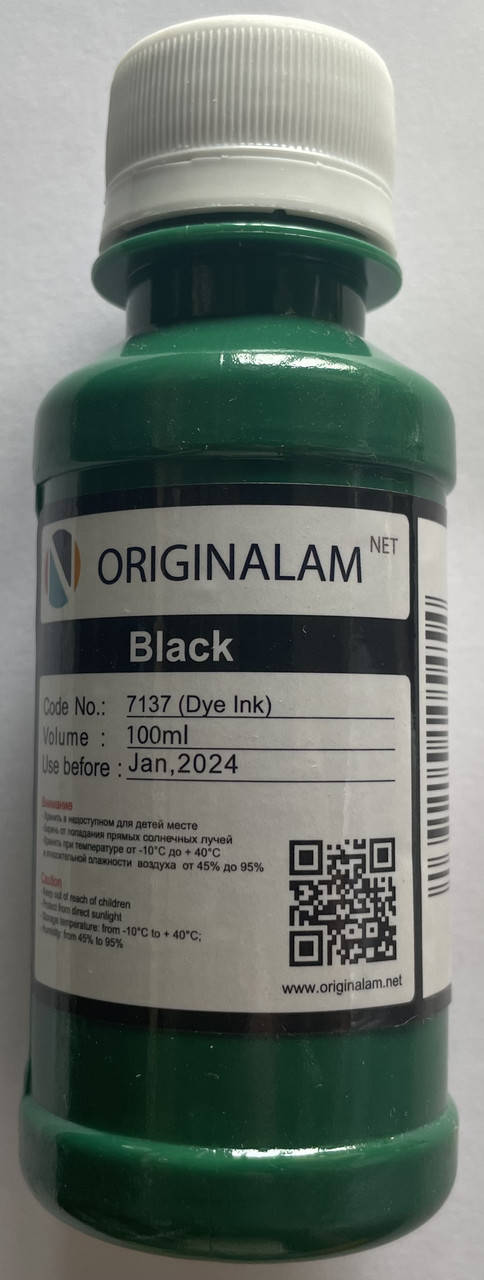 N ORIGINALAM NET
Black
Code No.: 7137 (Dye Ink)
Volume : 100ml
Use before : Jan,2024
Внимание
-Хранить в недоступном для детей месте
-Беречь от попадания прямых солнечных лучей
-Хранить при температуре от -10°C до + 40°C
и относительной влажности воздуха от 45% до 95%
Caution
-Keep out of reach of children
-Protect from direct sunlight
-Storage temperature: from -10°C to + 40°C;
-Humidity: from 45% to 95%
www.originalam.net